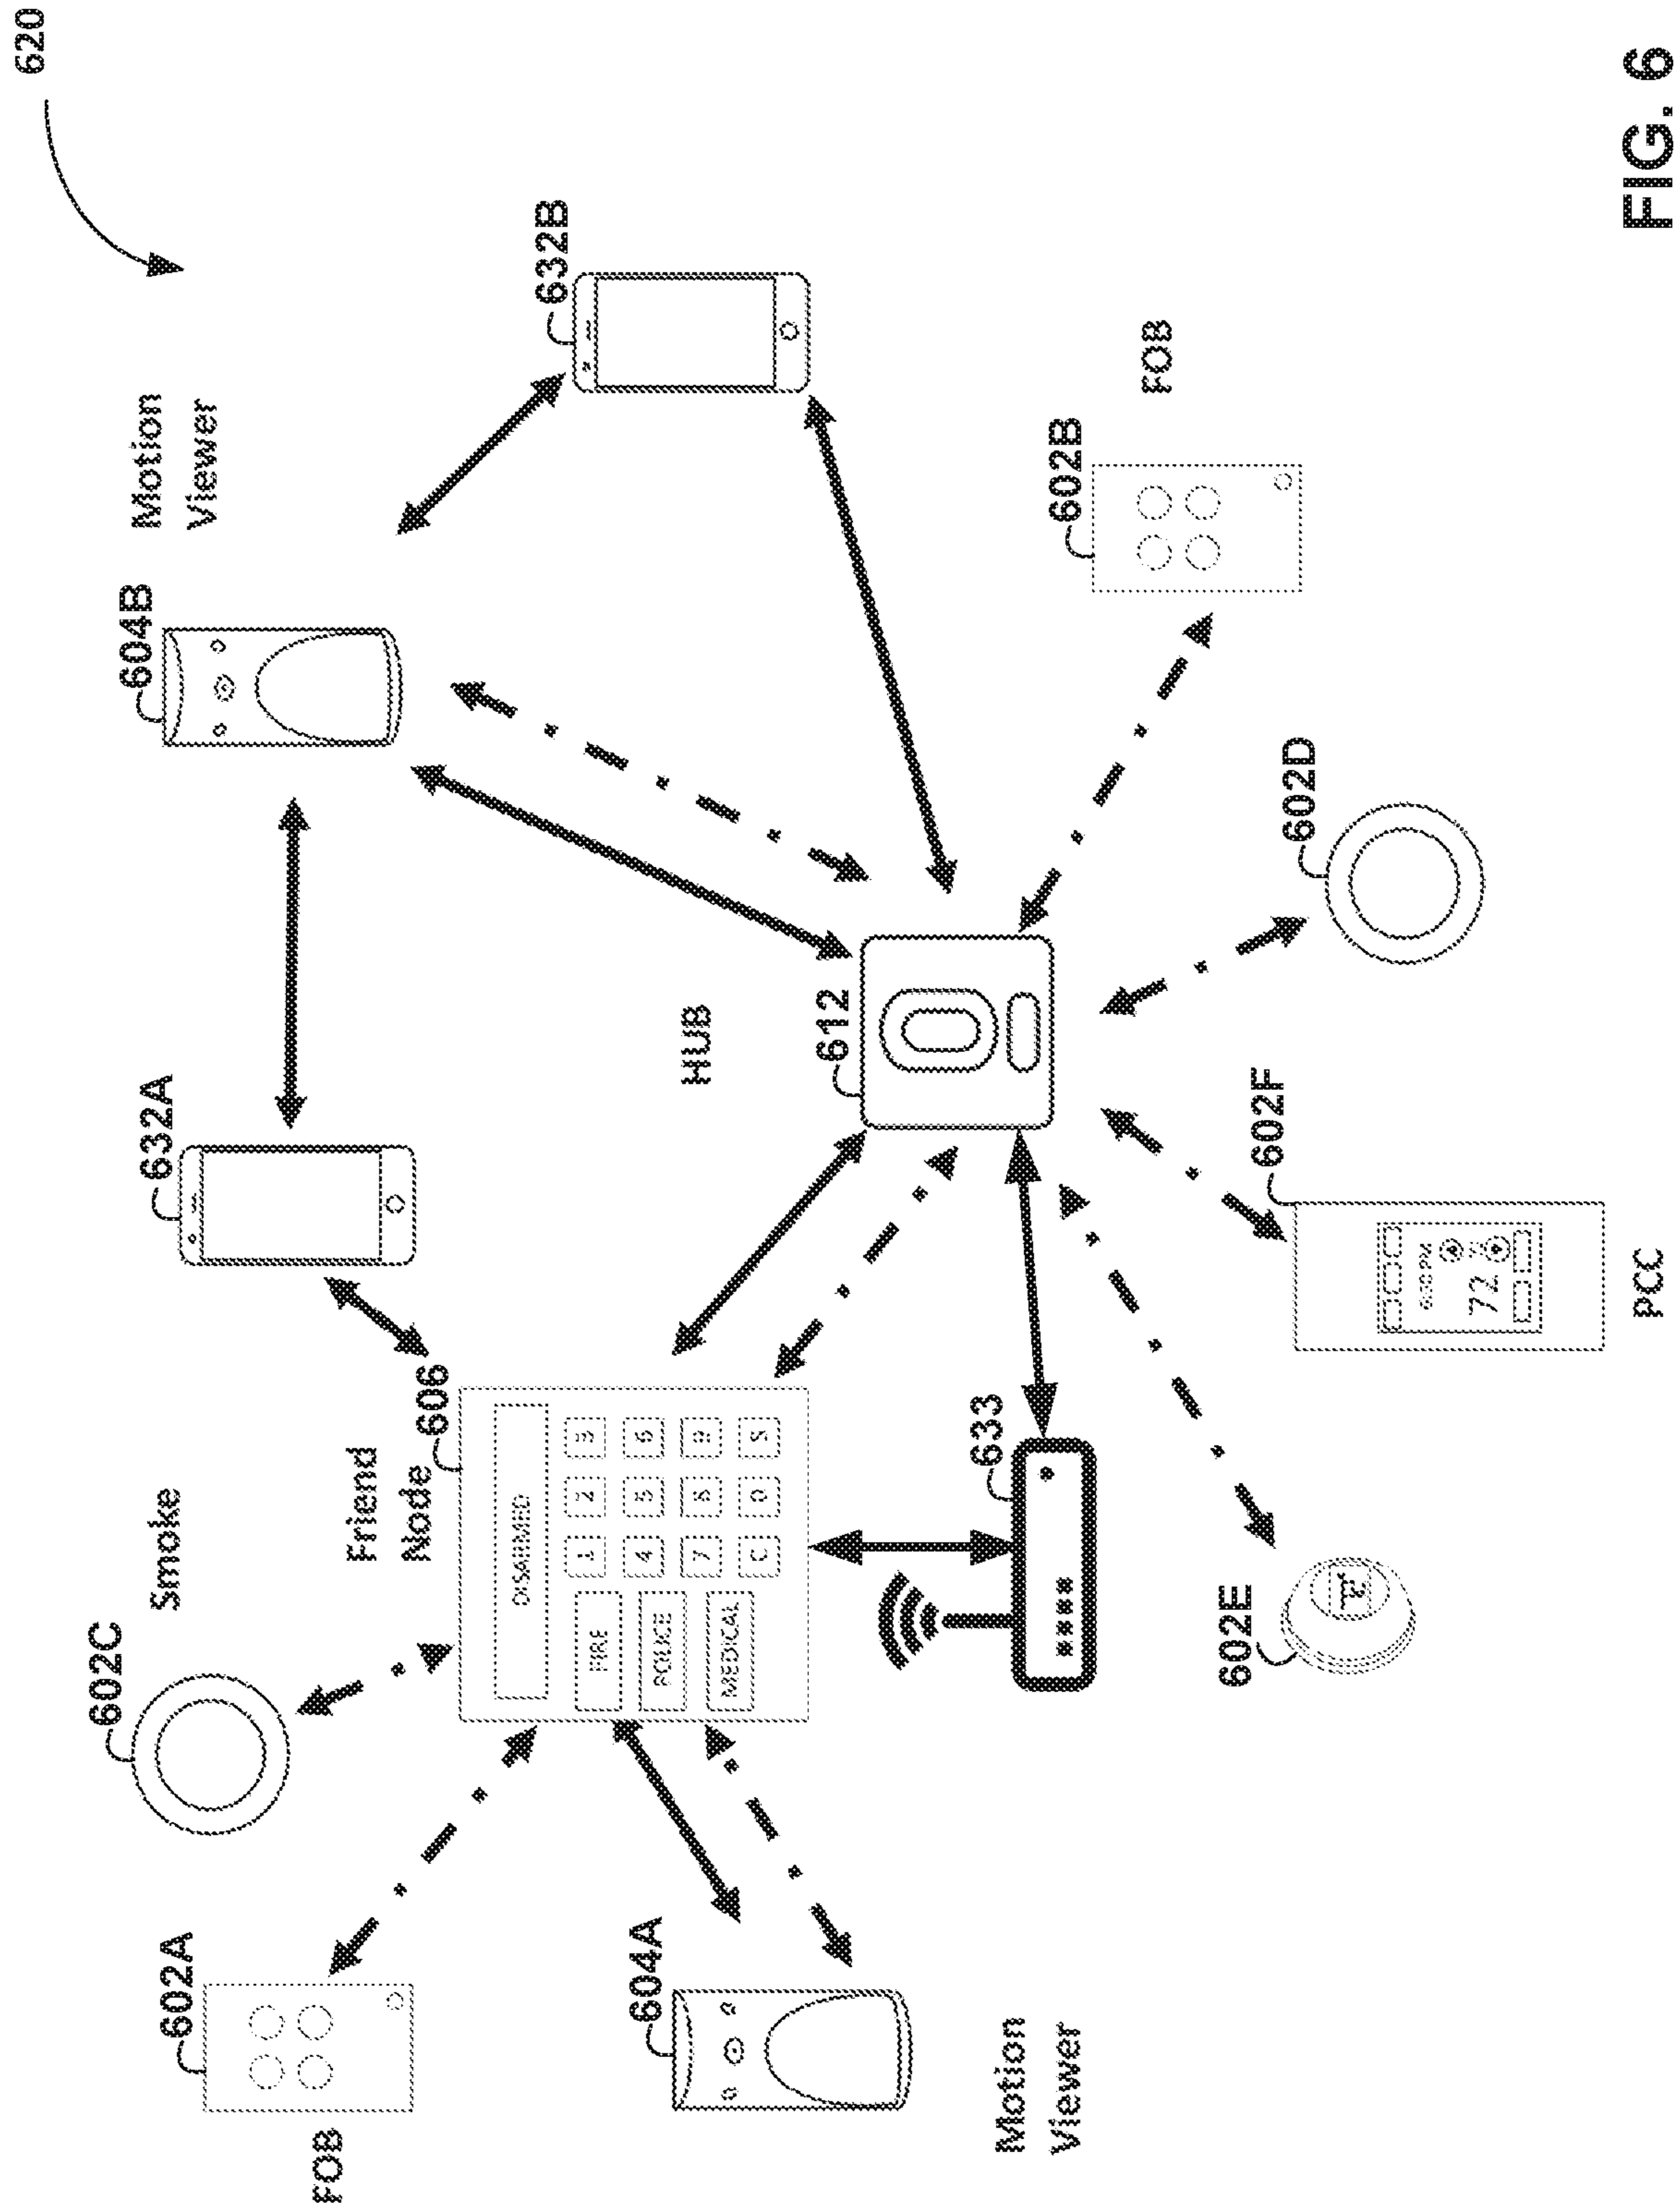 620
Motion
Viewer
604B
632B
632A
Smoke
602C
Friend
Node
606
DISARMED
FIRE
POLICE
MEDICAL
1 2 3
4 5 6
7 8 9
C 0 S
HUB
612
602A
FOB
604A
Motion
Viewer
633
602B
FOB
602D
602F
72
PCC
602E
FIG. 6